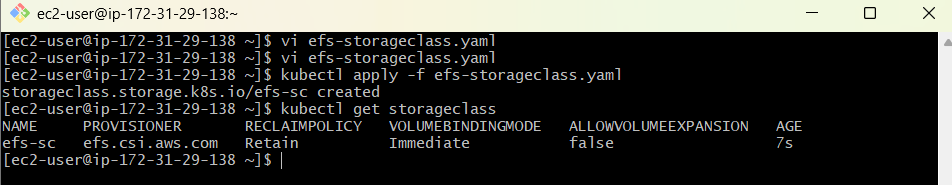 ec2-user@ip-172-31-29-138:~
[ec2-user@ip-172-31-29-138 ~]$ vi efs-storageclass.yaml
[ec2-user@ip-172-31-29-138 ~]$ vi efs-storageclass.yaml
[ec2-user@ip-172-31-29-138 ~]$ kubectl apply -f efs-storageclass.yaml
storageclass.storage.k8s.io/efs-sc created
[ec2-user@ip-172-31-29-138 ~]$ kubectl get storageclass
NAME     PROVISIONER       RECLAIMPOLICY   VOLUMEBINDINGMODE   ALLOWVOLUMEEXPANSION   AGE
efs-sc   efs.csi.aws.com   Retain          Immediate           false                  7s
[ec2-user@ip-172-31-29-138 ~]$